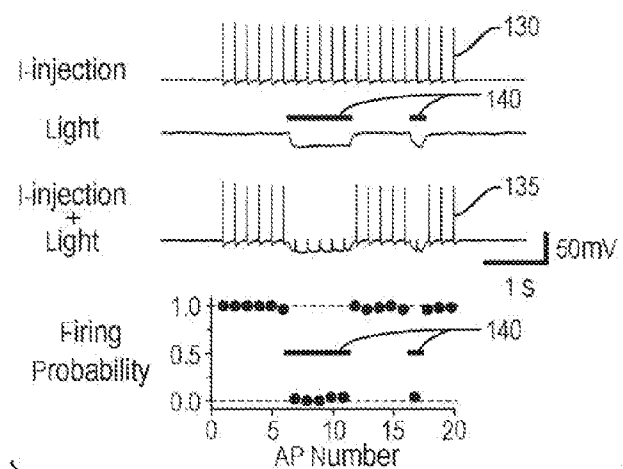 I-injection
130
140
Light
I-injection
+
Light
135
50mV
1 s
1.0
0.5
0.0
Firing
Probability
140
0 5 10 15 20
AP Number